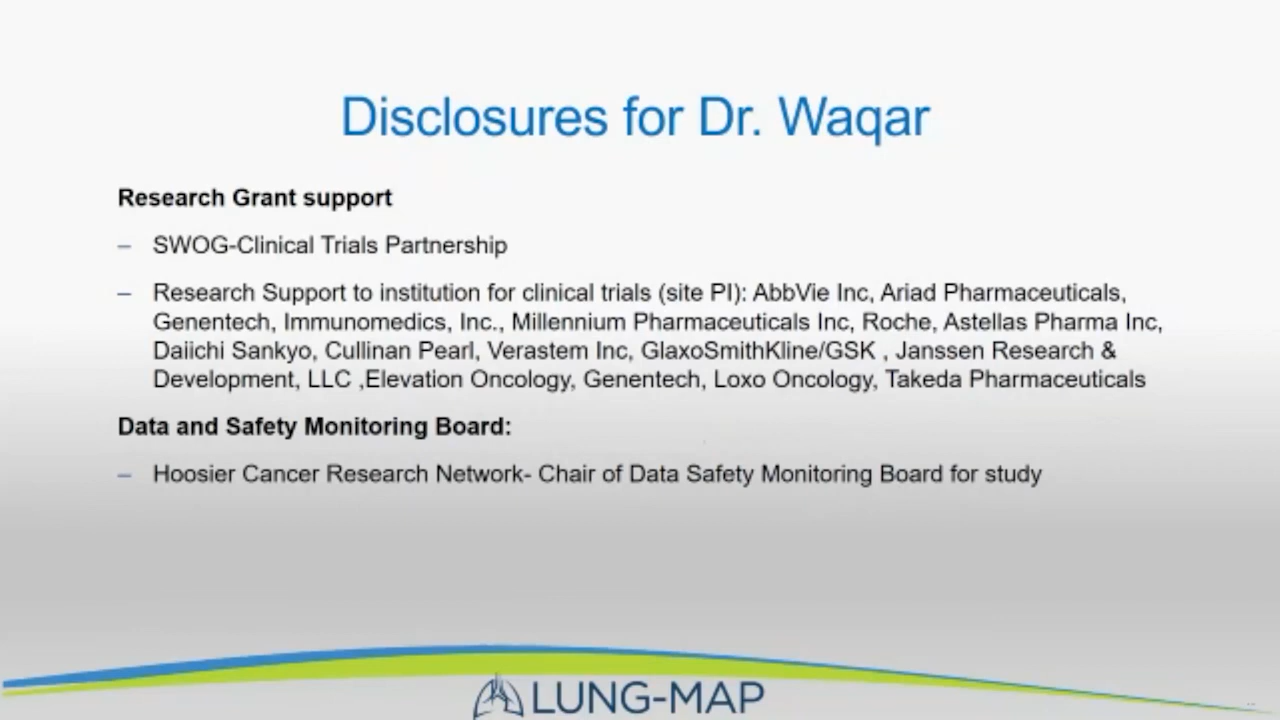 Disclosures for Dr. Waqar
Research Grant support
– SWOG-Clinical Trials Partnership
– Research Support to institution for clinical trials (site PI): AbbVie Inc, Ariad Pharmaceuticals,
Genentech, Immunomedics, Inc., Millennium Pharmaceuticals Inc, Roche, Astellas Pharma Inc,
Daiichi Sankyo, Cullinan Pearl, Verastem Inc, GlaxoSmithKline/GSK , Janssen Research &
Development, LLC ,Elevation Oncology, Genentech, Loxo Oncology, Takeda Pharmaceuticals
Data and Safety Monitoring Board:
– Hoosier Cancer Research Network- Chair of Data Safety Monitoring Board for study
LUNG-MAP